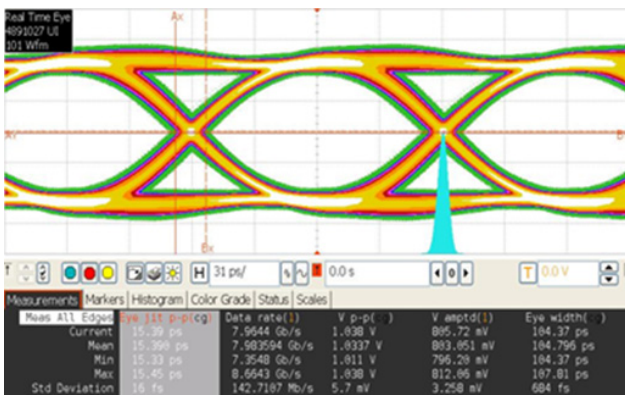 Real Time Eye
4891027 UI
101 Wfm
Ax
Bx
H 31 ps/ 0.0 s 0 T 0.0 V
Measurements Markers Histogram Color Grade Status Scales
Meas All Edges Eye jit p-p(cg) Data rate(1) V p-p(cg) V amptd(1) Eye width(cg)
Current 15.39 ps 7.9644 Gb/s 1.038 V 805.72 mV 104.37 ps
Mean 15.390 ps 7.983594 Gb/s 1.0337 V 803.051 mV 104.796 ps
Min 15.33 ps 7.3548 Gb/s 1.011 V 796.20 mV 104.37 ps
Max 15.45 ps 8.6643 Gb/s 1.038 V 812.06 mV 107.81 ps
Std Deviation 16 fs 142.7107 Mb/s 5.7 mV 3.258 mV 684 fs